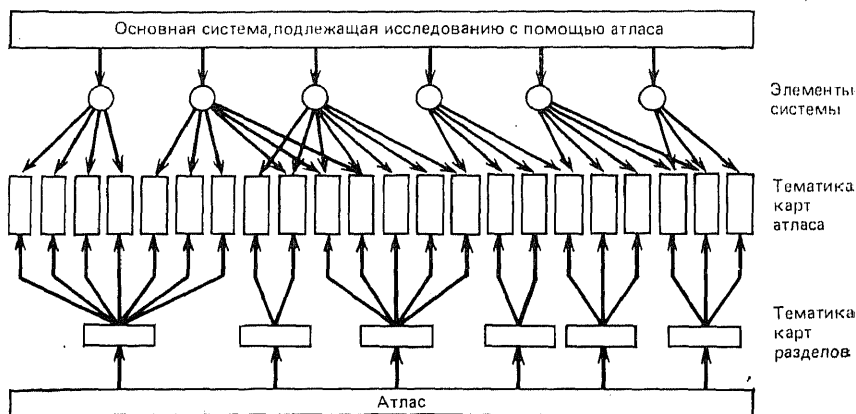 Основная система, подлежащая исследованию с помощью атласа
Элементы
системы
Тематика
карт
атласа
Тематика
карт
разделов
Атлас